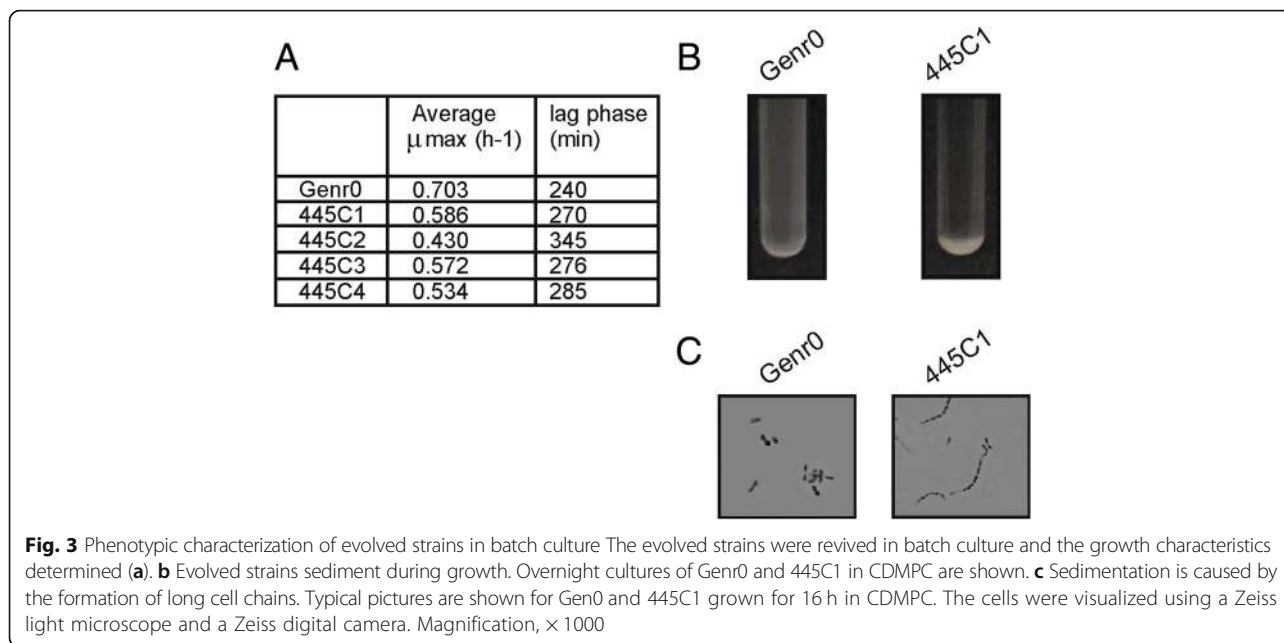 A
Average μ max (h-1) lag phase (min)
Genr0 0.703 240
445C1 0.586 270
445C2 0.430 345
445C3 0.572 276
445C4 0.534 285
B
Genr0 445C1
C
Genr0 445C1
Fig. 3 Phenotypic characterization of evolved strains in batch culture The evolved strains were revived in batch culture and the growth characteristics
determined (a). b Evolved strains sediment during growth. Overnight cultures of Genr0 and 445C1 in CDMPC are shown. c Sedimentation is caused by
the formation of long cell chains. Typical pictures are shown for Gen0 and 445C1 grown for 16 h in CDMPC. The cells were visualized using a Zeiss
light microscope and a Zeiss digital camera. Magnification, × 1000